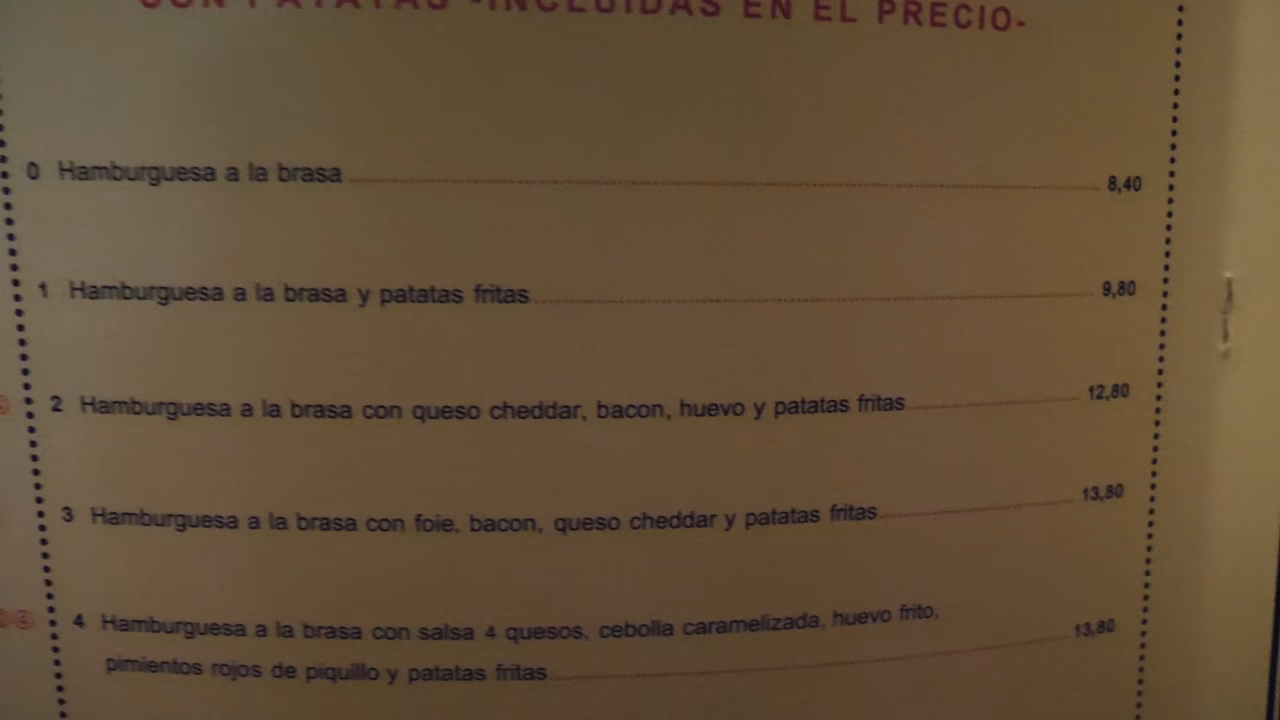 CON PATATAS -INCLUIDAS EN EL PRECIO-
0 Hamburguesa a la brasa 8,40
1 Hamburguesa a la brasa y patatas fritas 9,80
2 Hamburguesa a la brasa con queso cheddar, bacon, huevo y patatas fritas 12,80
3 Hamburguesa a la brasa con foie, bacon, queso cheddar y patatas fritas 13,80
4 Hamburguesa a la brasa con salsa 4 quesos, cebolla caramelizada, huevo frito,
pimientos rojos de piquillo y patatas fritas 13,80